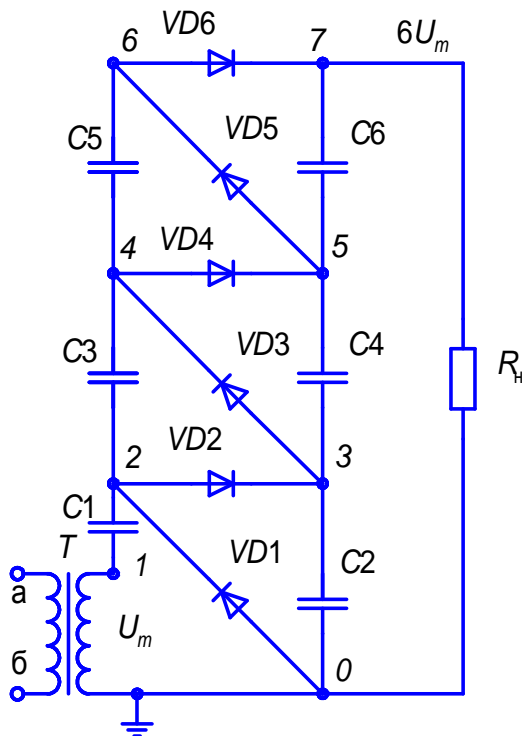 6 VD6 7 6Um
C5 VD5 C6
4 VD4 5
C3 VD3 C4 Rн
2 VD2 3
C1
T 1 VD1 C2
а
Um
б 0